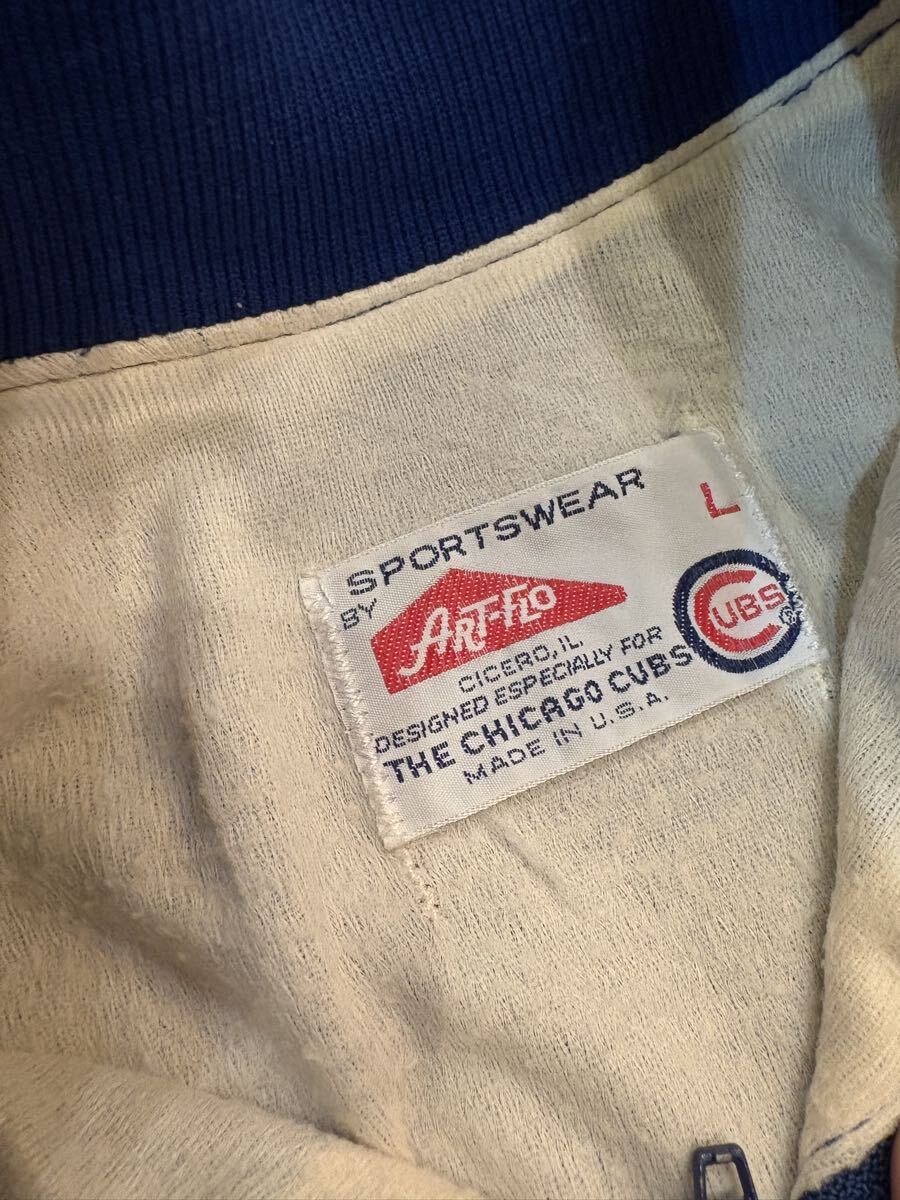 SPORTSWEAR L
BY ART-FLO
CICERO, IL
DESIGNED ESPECIALLY FOR
THE CHICAGO CUBS
MADE IN U.S.A.
CUBS®